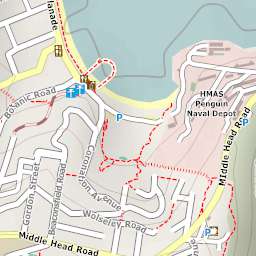 planade
HMAS
Penguin
Naval Depot
Botanic Road
P
Middle Head Road
Coronation Avenue
Gordon Street
Beaconsfield Road
Wolseley Road
P
Middle Head Road